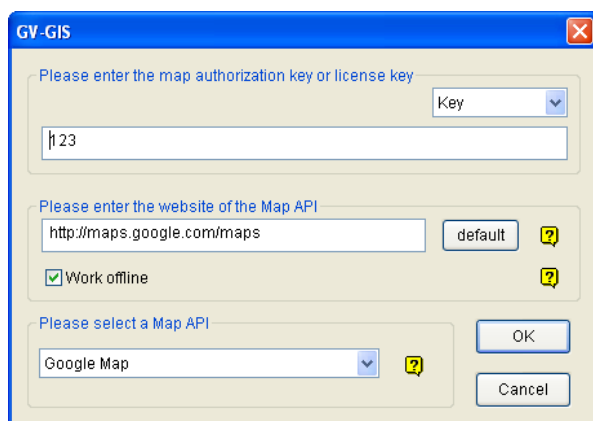 GV-GIS
Please enter the map authorization key or license key
Key
123
Please enter the website of the Map API
http://maps.google.com/maps
default
?
Work offline
?
Please select a Map API
Google Map
?
OK
Cancel